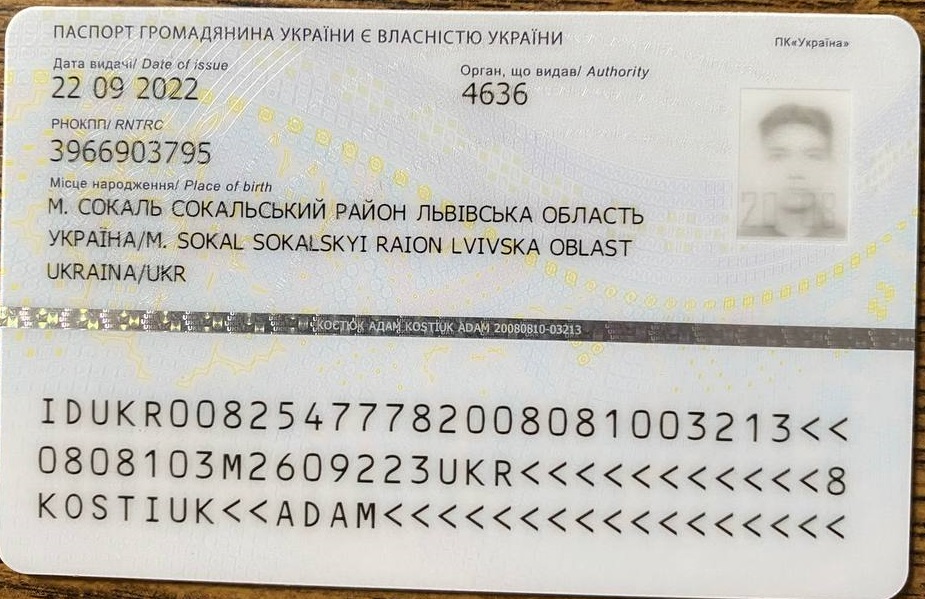 ПАСПОРТ ГРОМАДЯНИНА УКРАЇНИ Є ВЛАСНІСТЮ УКРАЇНИ
ПК«Україна»
Дата видачі/ Date of issue
Орган, що видав/ Authority
22 09 2022
4636
РНОКПП/ RNTRC
3966903795
Місце народження/ Place of birth
М. СОКАЛЬ СОКАЛЬСЬКИЙ РАЙОН ЛЬВІВСЬКА ОБЛАСТЬ
УКРАЇНА/M. SOKAL SOKALSKYI RAION LVIVSKA OBLAST
UKRAINA/UKR
КОСТЮК АДАМ KOSTIUK ADAM 20080810-03213
IDUKR00825477782008081003213<<
0808103M2609223UKR<<<<<<<<<<<8
KOSTIUK<<ADAM<<<<<<<<<<<<<<<<<